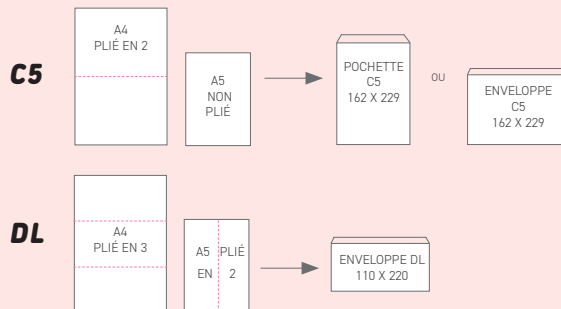 C5
A4
PLIÉ EN 2
A5
NON
PLIÉ
POCHETTE
C5
162 X 229
OU
ENVELOPPE
C5
162 X 229
DL
A4
PLIÉ EN 3
A5 PLIÉ
EN 2
ENVELOPPE DL
110 X 220